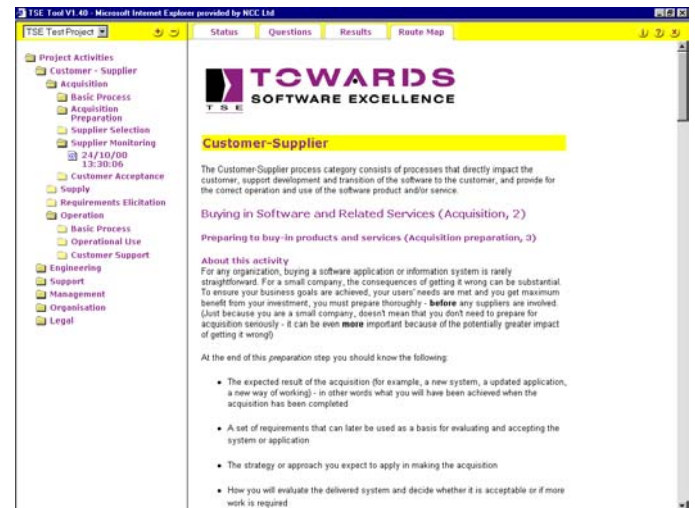 TSE Tool V1.40 - Microsoft Internet Explorer provided by NCC Ltd
TSE Test Project
Status
Questions
Results
Route Map
Project Activities
Customer - Supplier
Acquisition
Basic Process
Acquisition
Preparation
Supplier Selection
Supplier Monitoring
24/10/00
13:30:06
Customer Acceptance
Supply
Requirements Elicitation
Operation
Basic Process
Operational Use
Customer Support
Engineering
Support
Management
Organisation
Legal
TOWARDS
SOFTWARE EXCELLENCE
TSE
Customer-Supplier
The Customer-Supplier process category consists of processes that directly impact the
customer, support development and transition of the software to the customer, and provide for
the correct operation and use of the software product and/or service.
Buying in Software and Related Services (Acquisition, 2)
Preparing to buy-in products and services (Acquisition preparation, 3)
About this activity
For any organization, buying a software application or information system is rarely
straightforward. For a small company, the consequences of getting it wrong can be substantial.
To ensure your business goals are achieved, your users' needs are met and you get maximum
benefit from your investment, you must prepare thoroughly - before any suppliers are involved.
(Just because you are a small company, doesn't mean that you don't need to prepare for
acquisition seriously - it can be even more important because of the potentially greater impact
of getting it wrong!)
At the end of this preparation step you should know the following:
• The expected result of the acquisition (for example, a new system, a updated application,
a new way of working) - in other words what you will have been achieved when the
acquisition has been completed
• A set of requirements that can later be used as a basis for evaluating and accepting the
system or application
• The strategy or approach you expect to apply in making the acquisition
• How you will evaluate the delivered system and decide whether it is acceptable or if more
work is required